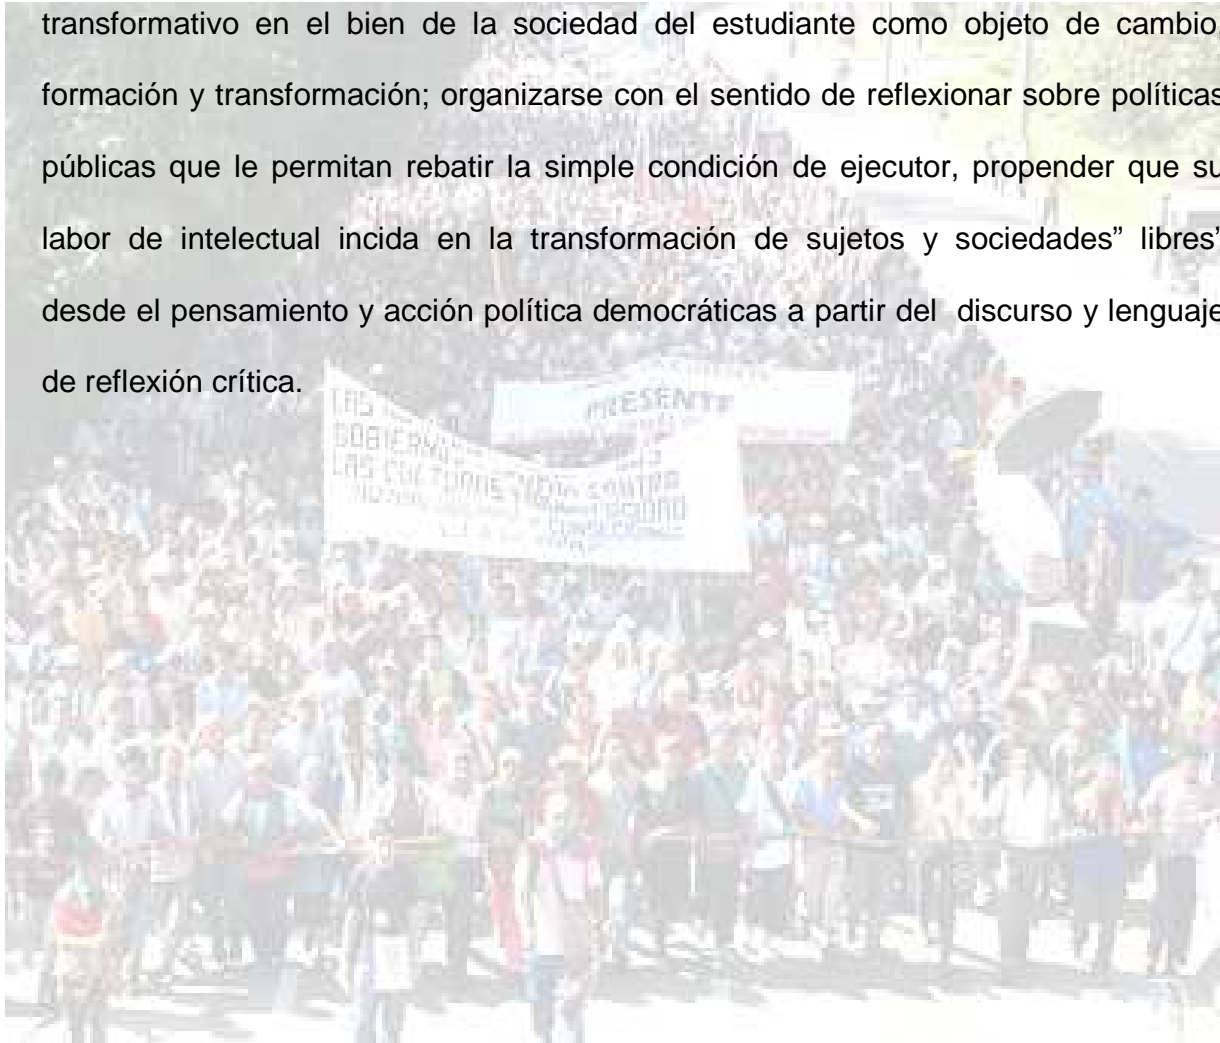 transformativo en el bien de la sociedad del estudiante como objeto de cambio,
formación y transformación; organizarse con el sentido de reflexionar sobre políticas
públicas que le permitan rebatir la simple condición de ejecutor, propender que su
labor de intelectual incida en la transformación de sujetos y sociedades” libres”
desde el pensamiento y acción política democráticas a partir del  discurso y lenguaje
de reflexión crítica.
PRESENTE
LAS
LAS CULTURAS